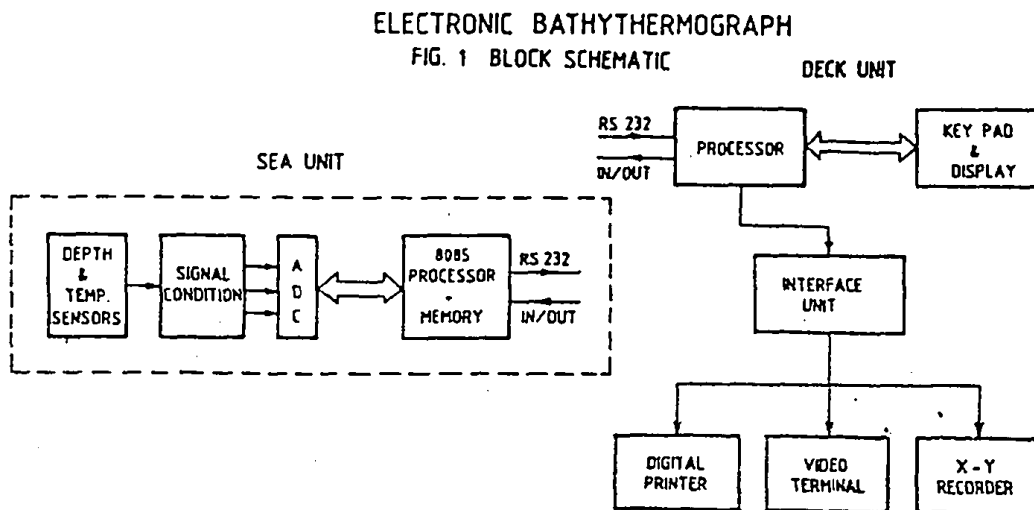 ELECTRONIC BATHYTHERMOGRAPH
FIG. 1 BLOCK SCHEMATIC
DECK UNIT
RS 232
IN/OUT
PROCESSOR
KEY PAD
&
DISPLAY
SEA UNIT
DEPTH
&
TEMP.
SENSORS
SIGNAL
CONDITION
A
D
C
8085
PROCESSOR
+
MEMORY
RS 232
IN/OUT
INTERFACE
UNIT
DIGITAL
PRINTER
VIDEO
TERMINAL
X-Y
RECORDER